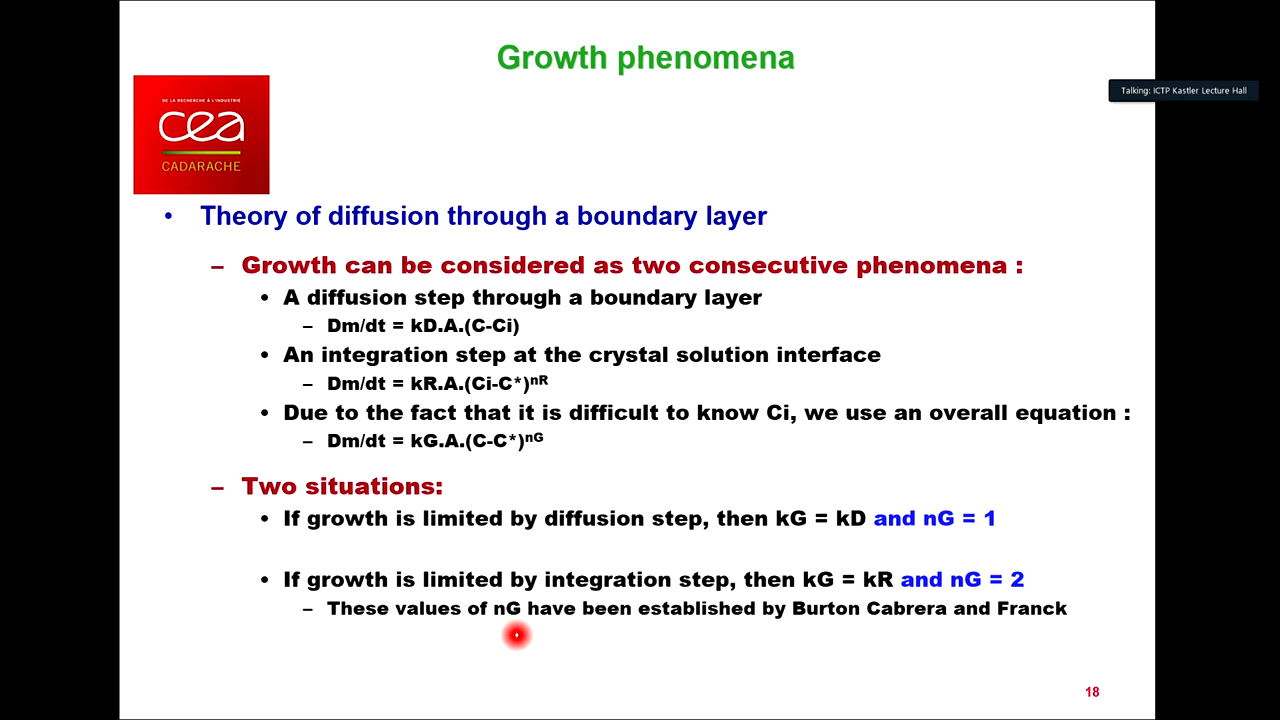 Growth phenomena
DE LA RECHERCHE À L'INDUSTRIE
cea
CADARACHE
Talking: ICTP Kastler Lecture Hall
• Theory of diffusion through a boundary layer
– Growth can be considered as two consecutive phenomena :
• A diffusion step through a boundary layer
– Dm/dt = kD.A.(C-Ci)
• An integration step at the crystal solution interface
– Dm/dt = kR.A.(Ci-C*)nR
• Due to the fact that it is difficult to know Ci, we use an overall equation :
– Dm/dt = kG.A.(C-C*)nG
– Two situations:
• If growth is limited by diffusion step, then kG = kD and nG = 1
• If growth is limited by integration step, then kG = kR and nG = 2
– These values of nG have been established by Burton Cabrera and Franck
18